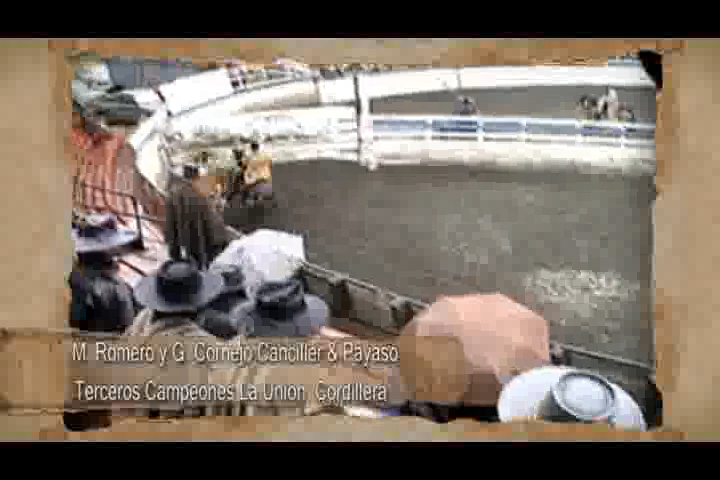 M. Romero y G. Cornejo Canciller & Payaso
Terceros Campeones La Union, Cordillera